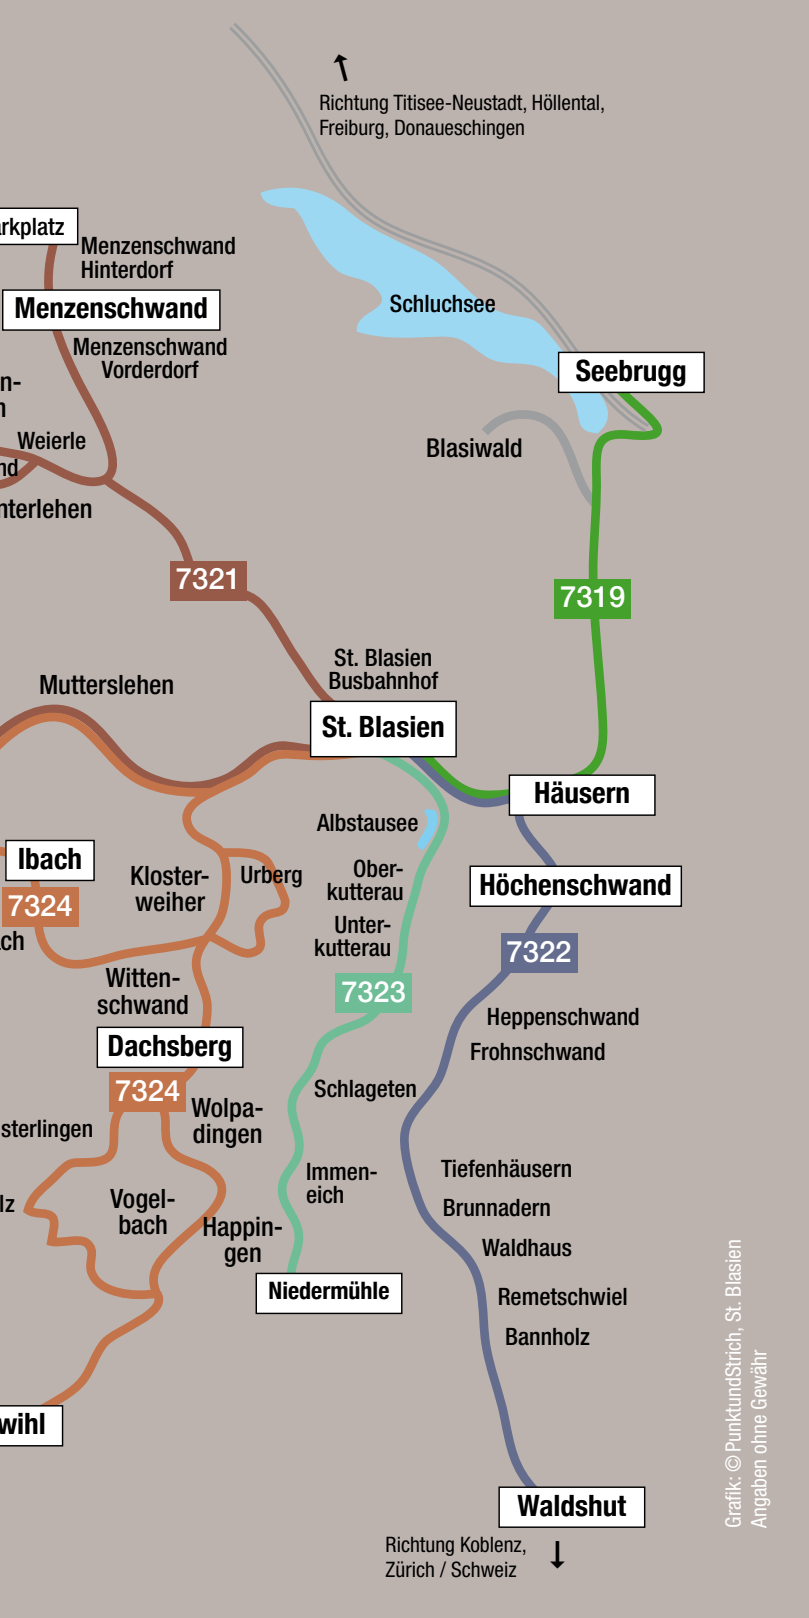 Richtung Titisee-Neustadt, Höllental,
Freiburg, Donaueschingen
rkplatz
Menzenschwand
Hinterdorf
Menzenschwand
Schluchsee
Menzenschwand
Vorderdorf
Seebrugg
n-
Weierle
nd
Blasiwald
nterlehen
7321
7319
St. Blasien
Busbahnhof
Mutterslehen
St. Blasien
Häusern
Albstausee
Ibach
Kloster-
weiher
Urberg
Ober-
kutterau
Höchenschwand
7324
ch
Unter-
kutterau
7322
Witten-
schwand
7323
Heppenschwand
Dachsberg
Frohnschwand
7324
Schlageten
Wolpa-
dingen
sterlingen
Immen-
eich
Tiefenhäusern
lz
Vogel-
bach
Brunnadern
Happin-
gen
Waldhaus
Niedermühle
Remetschwiel
Bannholz
wihl
Waldshut
Richtung Koblenz,
Zürich / Schweiz
Grafik: © PunktundStrich, St. Blasien
Angaben ohne Gewähr